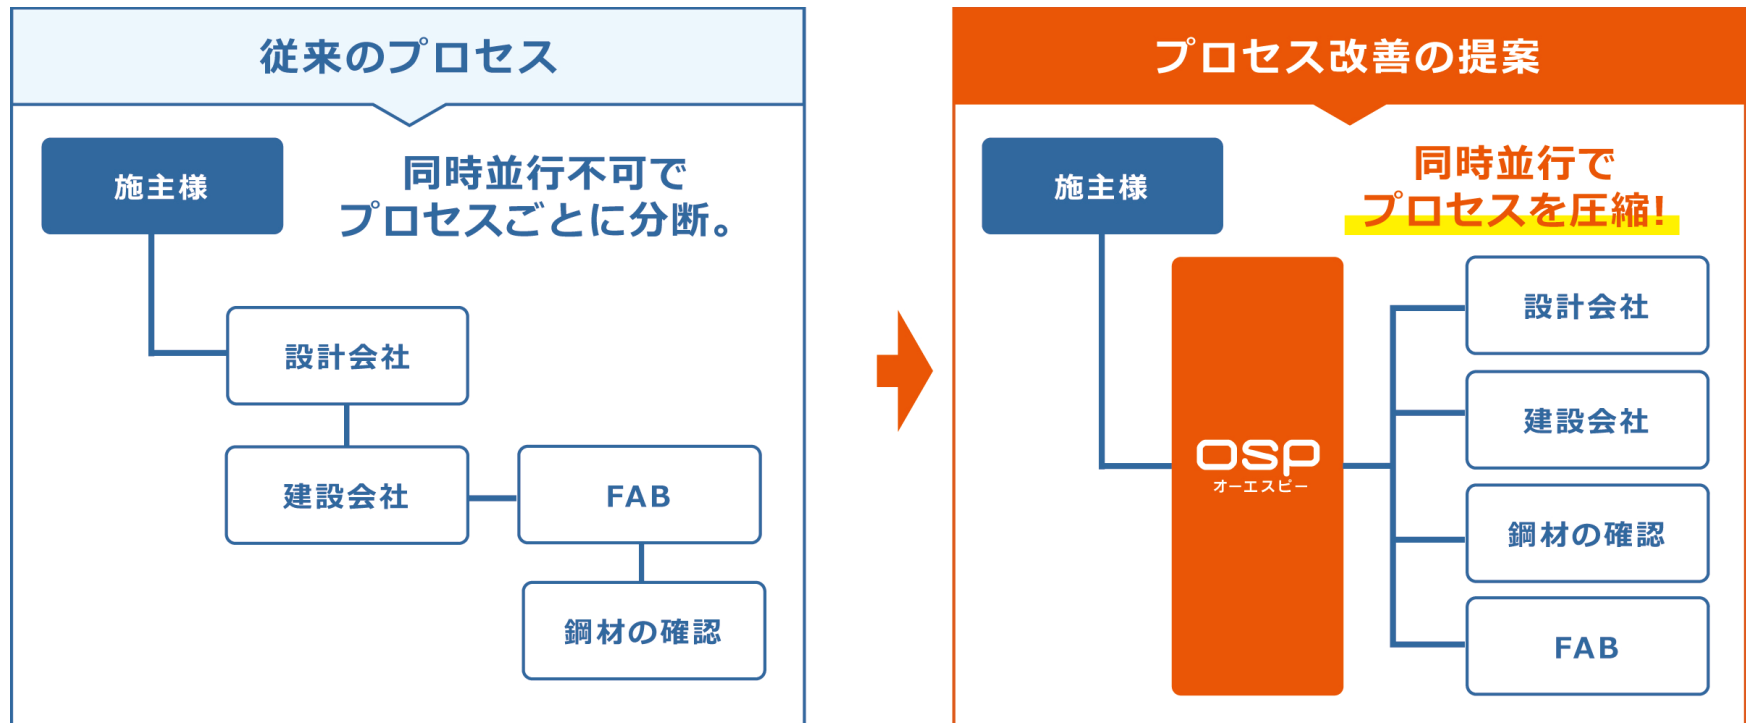 従来のプロセス
施主様
同時並行不可で
プロセスごとに分断。
設計会社
建設会社
FAB
鋼材の確認
プロセス改善の提案
施主様
同時並行で
プロセスを圧縮!
osp
オーエスピー
設計会社
建設会社
鋼材の確認
FAB